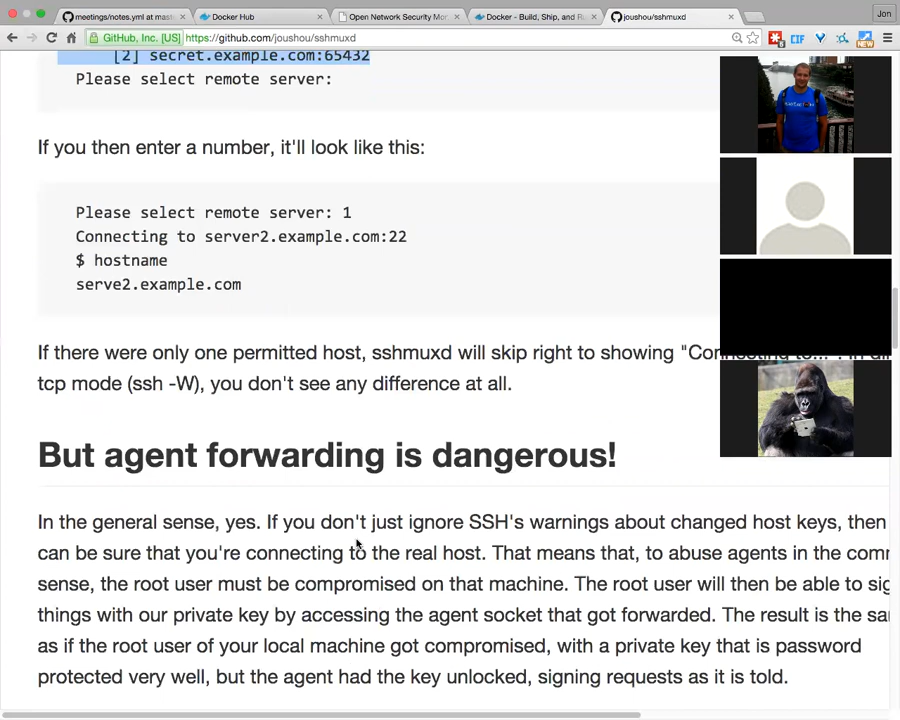 meetings/notes.yml at mast
Docker Hub
Open Network Security Mor
Docker - Build, Ship, and Ru
joushou/sshmuxd
Jon
GitHub, Inc. [US]
https://github.com/joushou/sshmuxd
CIF
NEW
[2] secret.example.com:65432
Please select remote server:
If you then enter a number, it'll look like this:
Please select remote server: 1
Connecting to server2.example.com:22
$ hostname
serve2.example.com
If there were only one permitted host, sshmuxd will skip right to showing "Connecting to..". In dir
tcp mode (ssh -W), you don't see any difference at all.
But agent forwarding is dangerous!
In the general sense, yes. If you don't just ignore SSH's warnings about changed host keys, then
can be sure that you're connecting to the real host. That means that, to abuse agents in the comm
sense, the root user must be compromised on that machine. The root user will then be able to sig
things with our private key by accessing the agent socket that got forwarded. The result is the sa
as if the root user of your local machine got compromised, with a private key that is password
protected very well, but the agent had the key unlocked, signing requests as it is told.